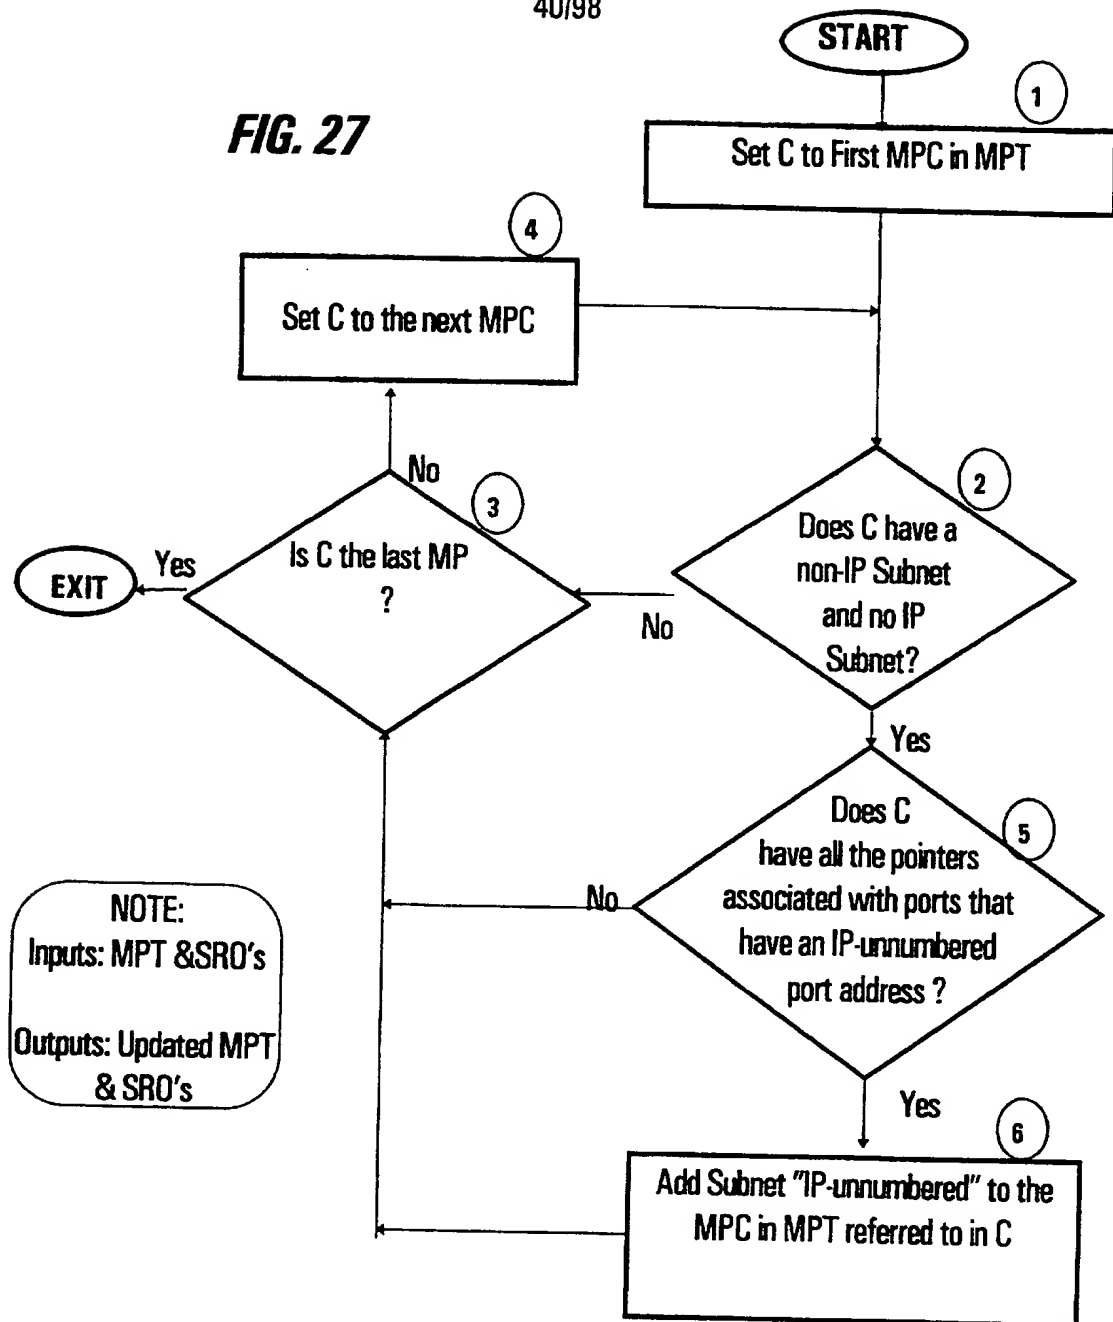 40/98
START
FIG. 27
1
Set C to First MPC in MPT
4
Set C to the next MPC
No
3
Is C the last MP
?
Yes
EXIT
2
Does C have a
non-IP Subnet
and no IP
Subnet?
No
Yes
5
Does C
have all the pointers
associated with ports that
have an IP-unnumbered
port address ?
No
Yes
NOTE:
Inputs: MPT &SRO's
Outputs: Updated MPT
& SRO's
6
Add Subnet "IP-unnumbered" to the
MPC in MPT referred to in C